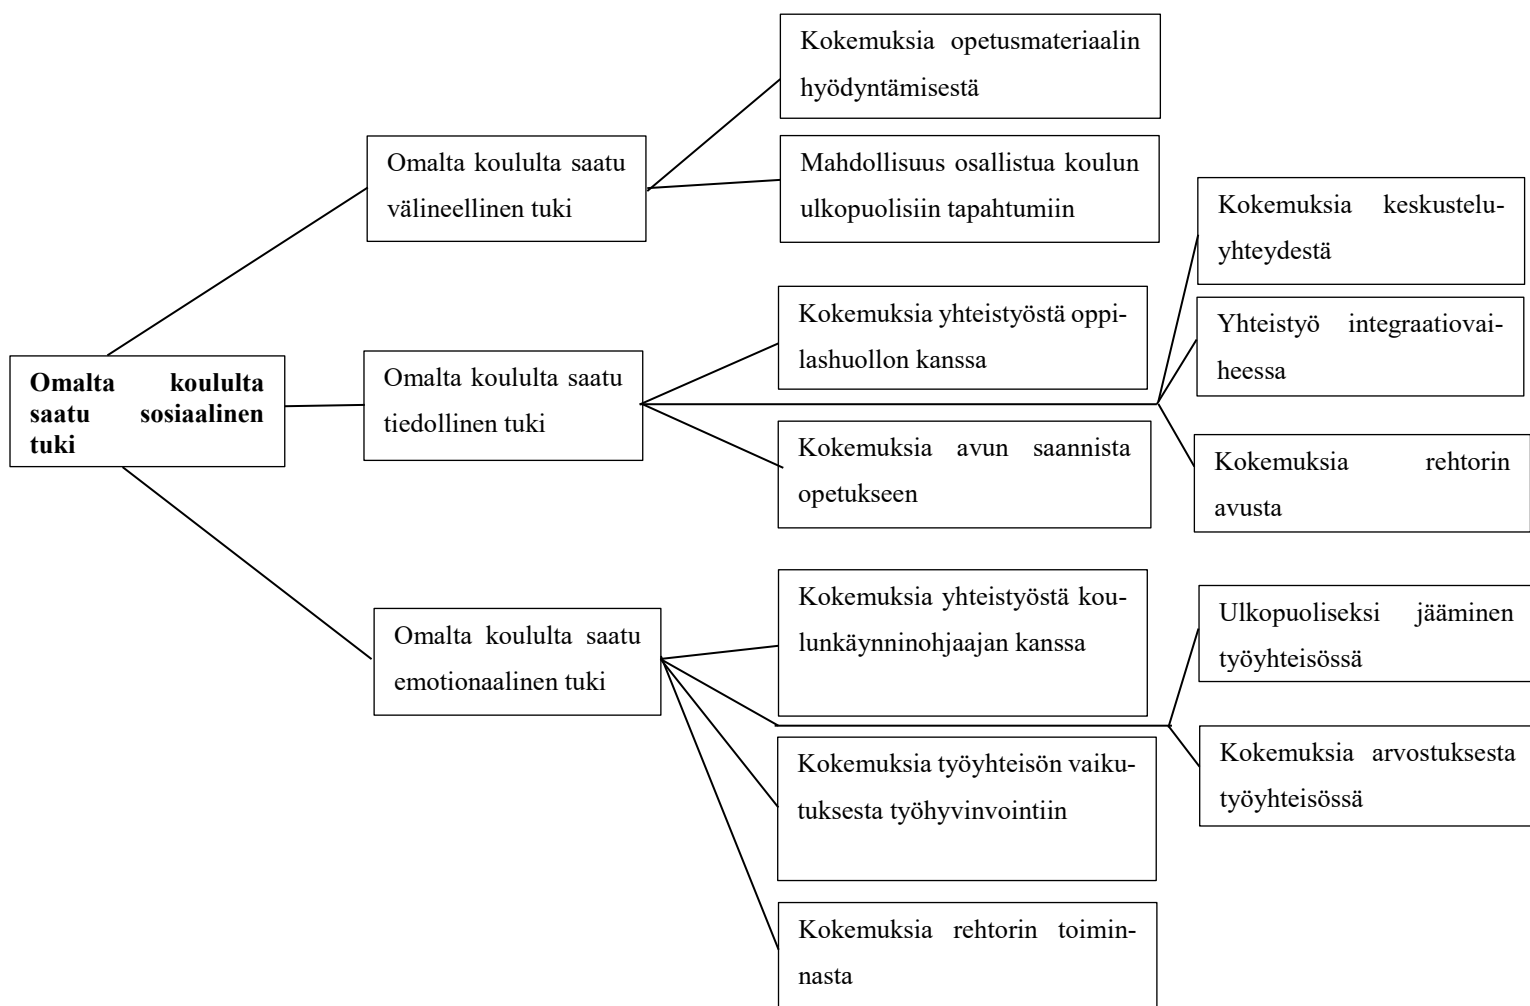 Kokemuksia opetusmateriaalin
hyödyntämisestä
Omalta koululta saatu
välineellinen tuki
Mahdollisuus osallistua koulun
ulkopuolisiin tapahtumiin
Kokemuksia keskustelu-
yhteydestä
Kokemuksia yhteistyöstä oppi-
lashuollon kanssa
Yhteistyö integraatiovai-
heessa
Omalta koululta
saatu sosiaalinen
tuki
Omalta koululta saatu
tiedollinen tuki
Kokemuksia avun saannista
opetukseen
Kokemuksia rehtorin
avusta
Omalta koululta saatu
emotionaalinen tuki
Kokemuksia yhteistyöstä kou-
lunkäynninohjaajan kanssa
Ulkopuoliseksi jääminen
työyhteisössä
Kokemuksia työyhteisön vaiku-
tuksesta työhyvinvointiin
Kokemuksia arvostuksesta
työyhteisössä
Kokemuksia rehtorin toimin-
nasta